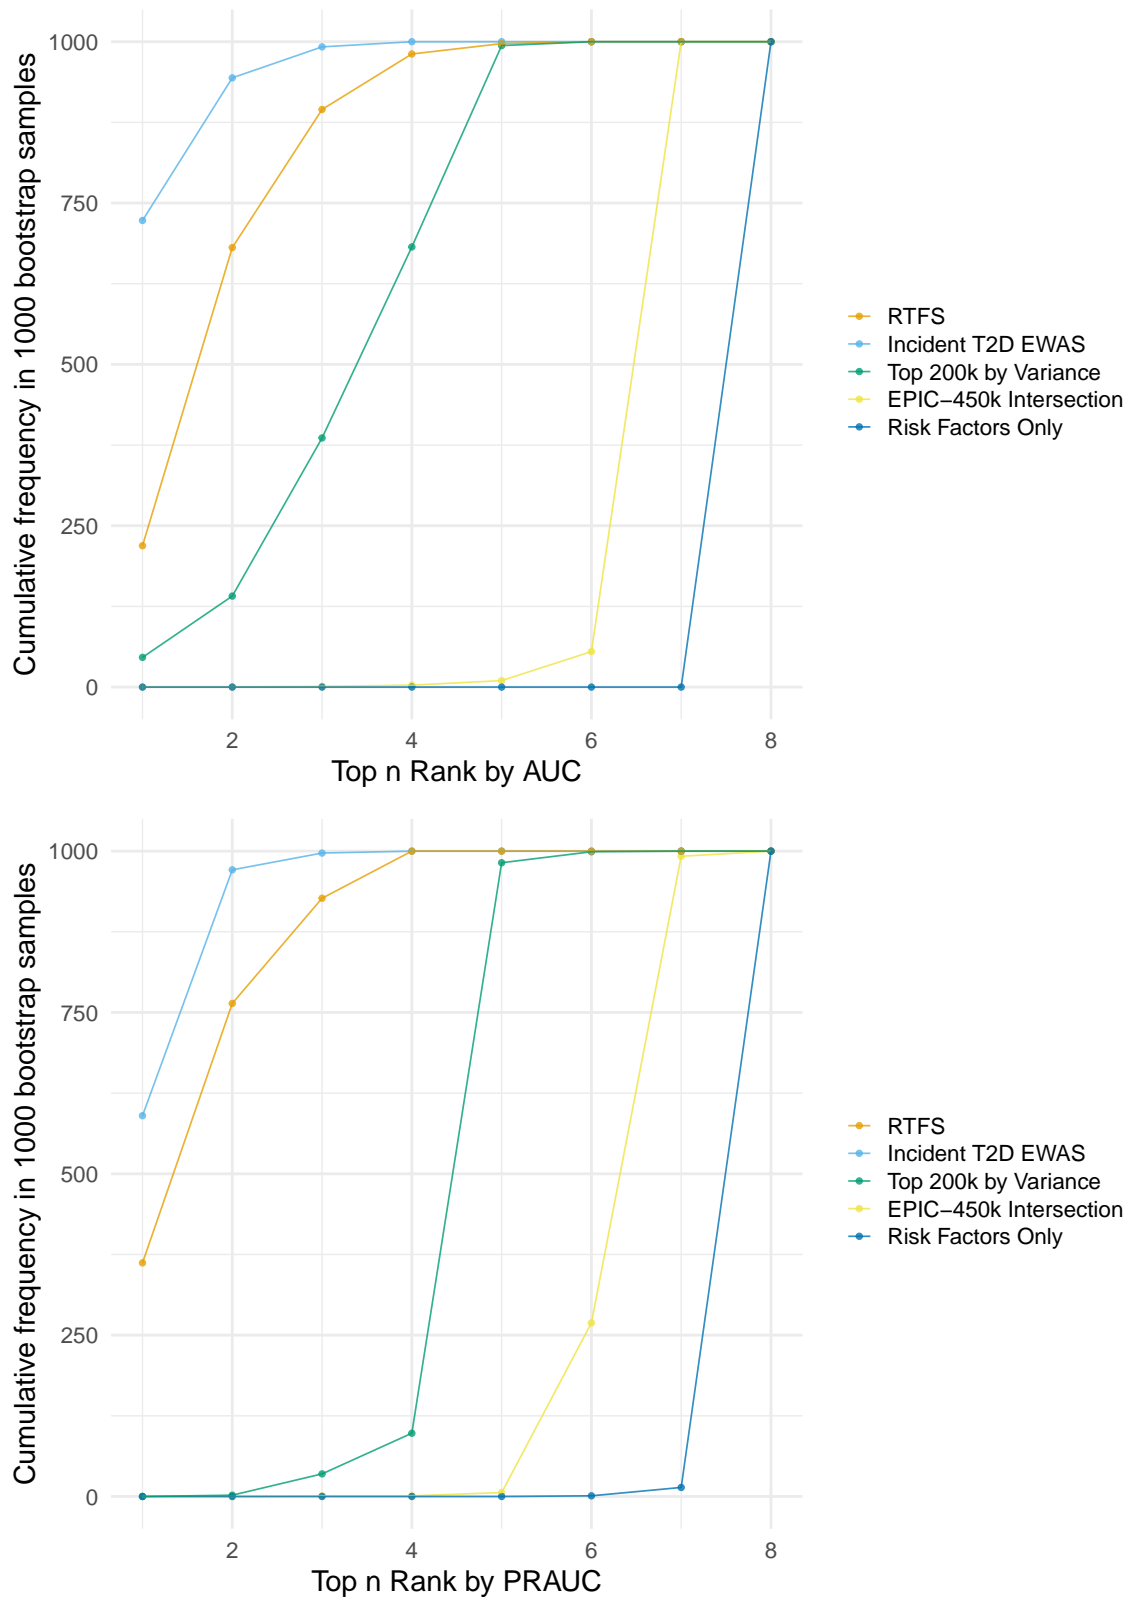 Cumulative frequency in 1000 bootstrap samples
1000
750
500
250
0
2
4
6
8
Top n Rank by AUC
RTFS
Incident T2D EWAS
Top 200k by Variance
EPIC−450k Intersection
Risk Factors Only
Cumulative frequency in 1000 bootstrap samples
1000
750
500
250
0
2
4
6
8
Top n Rank by PRAUC
RTFS
Incident T2D EWAS
Top 200k by Variance
EPIC−450k Intersection
Risk Factors Only